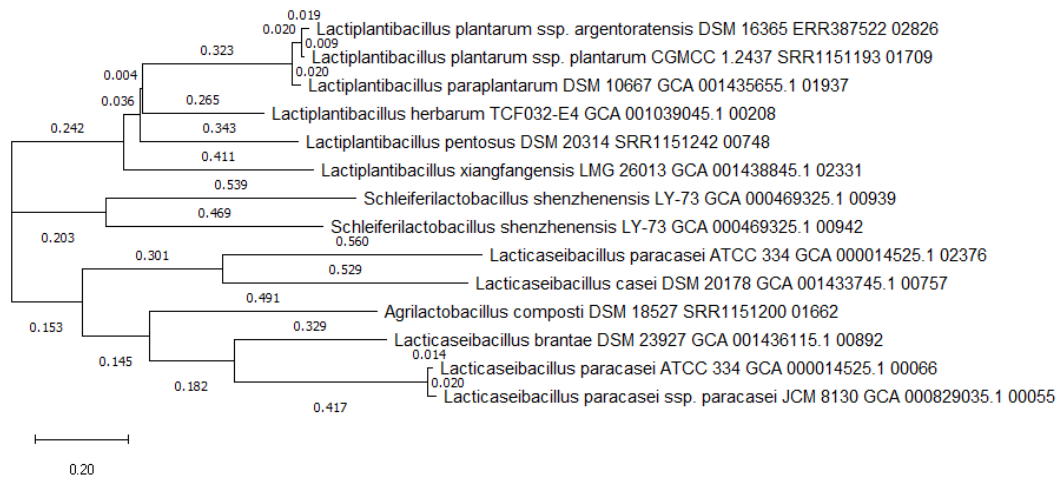 0.019
0.020
Lactiplantibacillus plantarum ssp. argentoratensis DSM 16365 ERR387522 02826
0.323
0.009
Lactiplantibacillus plantarum ssp. plantarum CGMCC 1.2437 SRR1151193 01709
0.004
0.020
Lactiplantibacillus paraplantarum DSM 10667 GCA 001435655.1 01937
0.036
0.265
Lactiplantibacillus herbarum TCF032-E4 GCA 001039045.1 00208
0.242
0.343
Lactiplantibacillus pentosus DSM 20314 SRR1151242 00748
0.411
Lactiplantibacillus xiangfangensis LMG 26013 GCA 001438845.1 02331
0.539
Schleiferilactobacillus shenzhenensis LY-73 GCA 000469325.1 00939
0.469
Schleiferilactobacillus shenzhenensis LY-73 GCA 000469325.1 00942
0.203
0.560
0.301
Lacticaseibacillus paracasei ATCC 334 GCA 000014525.1 02376
0.529
Lacticaseibacillus casei DSM 20178 GCA 001433745.1 00757
0.491
Agrilactobacillus composti DSM 18527 SRR1151200 01662
0.153
0.329
Lacticaseibacillus brantae DSM 23927 GCA 001436115.1 00892
0.145
0.014
Lacticaseibacillus paracasei ATCC 334 GCA 000014525.1 00066
0.182
0.020
Lacticaseibacillus paracasei ssp. paracasei JCM 8130 GCA 000829035.1 00055
0.417
0.20